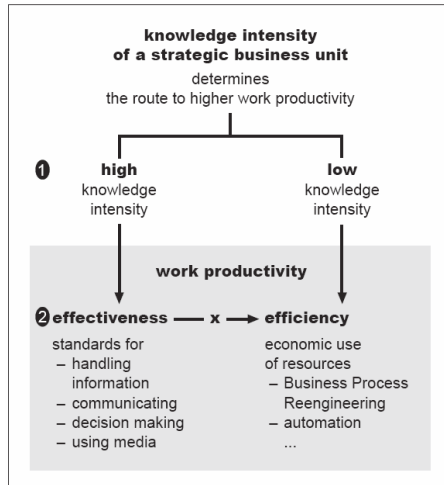 knowledge intensity
of a strategic business unit
determines
the route to higher work productivity
1
high
knowledge
intensity
low
knowledge
intensity
work productivity
2 effectiveness — x → efficiency
standards for
– handling
information
– communicating
– decision making
– using media
economic use
of resources
– Business Process
Reengineering
– automation
...